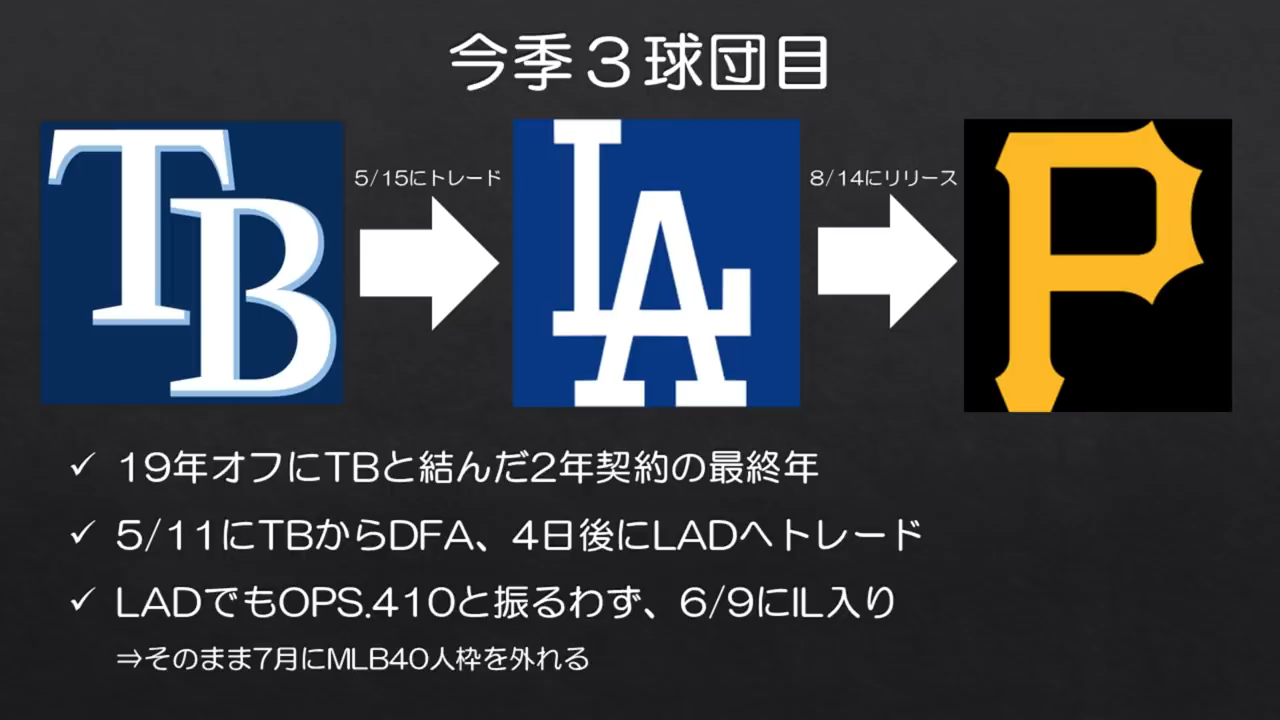 今季３球団目
5/15にトレード
8/14にリリース
TB
LA
P
✓ 19年オフにTBと結んだ2年契約の最終年
✓ 5/11にTBからDFA、4日後にLADへトレード
✓ LADでもOPS.410と振るわず、6/9にIL入り
⇒そのまま7月にMLB40人枠を外れる